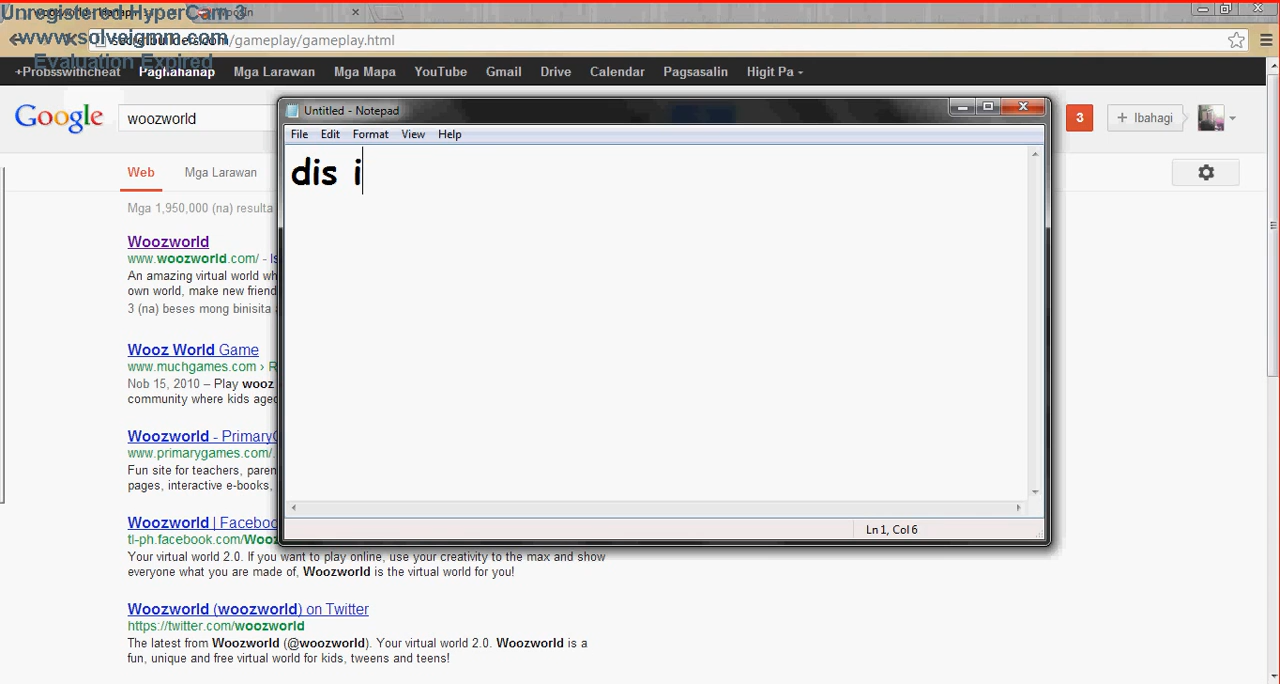 Unregistered HyperCam 3
www.solveigmm.com
Evaluation Expired
/gameplay/gameplay.html
+Probsswithcheat Paghahanap Mga Larawan Mga Mapa YouTube Gmail Drive Calendar Pagsasalin Higit Pa
Google
woozworld
3
+ Ibahagi
Untitled - Notepad
File Edit Format View Help
dis i
Ln 1, Col 6
Web Mga Larawan
Mga 1,950,000 (na) resulta
Woozworld
www.woozworld.com/ - Is
An amazing virtual world wh
own world, make new friend
3 (na) beses mong binisita a
Wooz World Game
www.muchgames.com › R
Nob 15, 2010 – Play wooz
community where kids aged
Woozworld - PrimaryG
www.primarygames.com/.
Fun site for teachers, paren
pages, interactive e-books,
Woozworld | Faceboo
tl-ph.facebook.com/Wooz
Your virtual world 2.0. If you want to play online, use your creativity to the max and show
everyone what you are made of, Woozworld is the virtual world for you!
Woozworld (woozworld) on Twitter
https://twitter.com/woozworld
The latest from Woozworld (@woozworld). Your virtual world 2.0. Woozworld is a
fun, unique and free virtual world for kids, tweens and teens!